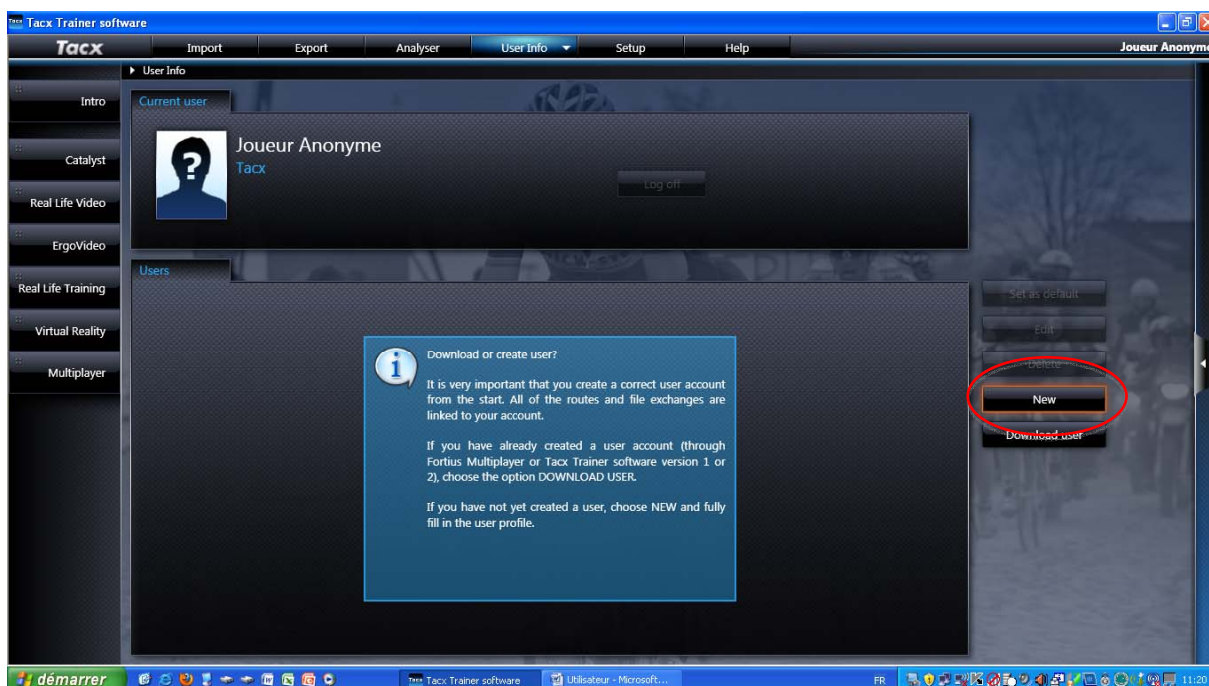 Tacx Trainer software
Tacx Import Export Analyser User Info Setup Help Joueur Anonyme
User Info
Intro
Catalyst
Real Life Video
ErgoVideo
Real Life Training
Virtual Reality
Multiplayer
Current user
?
Joueur Anonyme
Tacx
Log off
Users
i
Download or create user?
It is very important that you create a correct user account
from the start. All of the routes and file exchanges are
linked to your account.
If you have already created a user account (through
Fortius Multiplayer or Tacx Trainer software version 1 or
2), choose the option DOWNLOAD USER.
If you have not yet created a user, choose NEW and fully
fill in the user profile.
Set as default
Edit
Delete
New
Download user
démarrer
Tacx Trainer software
Utilisateur - Microsoft...
FR
11:20